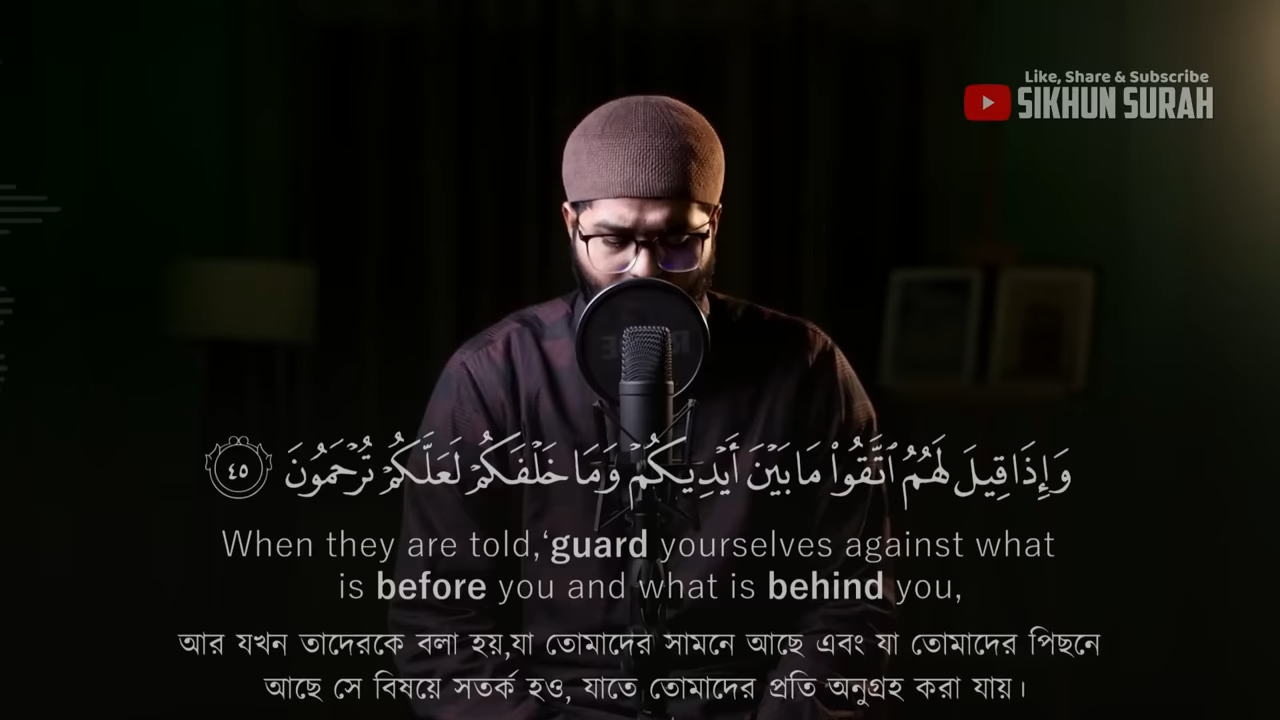 Like, Share & Subscribe
SIKHUN SURAH
وَإِذَا قِيلَ لَهُمُ ٱتَّقُوا۟ مَا بَيْنَ أَيْدِيكُمْ وَمَا خَلْفَكُمْ لَعَلَّكُمْ تُرْحَمُونَ ٤٥
When they are told,‘guard yourselves against what
is before you and what is behind you,
আর যখন তাদেরকে বলা হয়,যা তোমাদের সামনে আছে এবং যা তোমাদের পিছনে
আছে সে বিষয়ে সতর্ক হও, যাতে তোমাদের প্রতি অনুগ্রহ করা যায়।